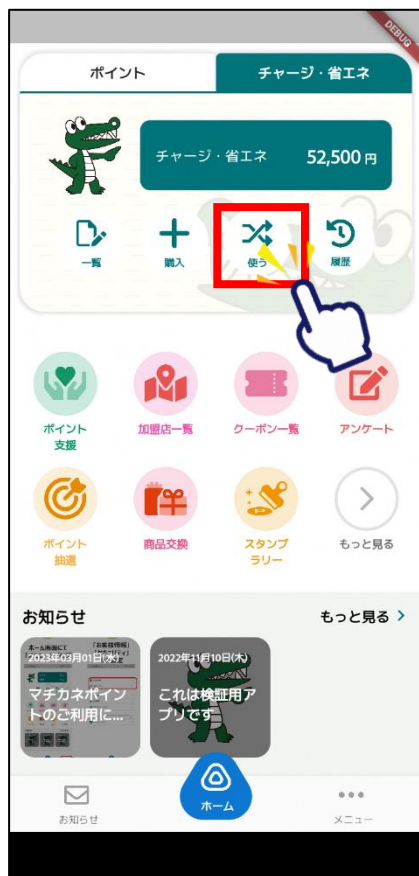 DEBUG
ポイント
チャージ・省エネ
チャージ・省エネ 52,500 円
一覧
購入
使う
履歴
ポイント
支援
加盟店一覧
クーポン一覧
アンケート
ポイント
抽選
商品交換
スタンプ
ラリー
もっと見る
お知らせ
もっと見る
2023年03月01日(水)
マチカネポイン
トのご利用に...
2022年11月10日(木)
これは検証用ア
プリです
お知らせ
ホーム
メニュー